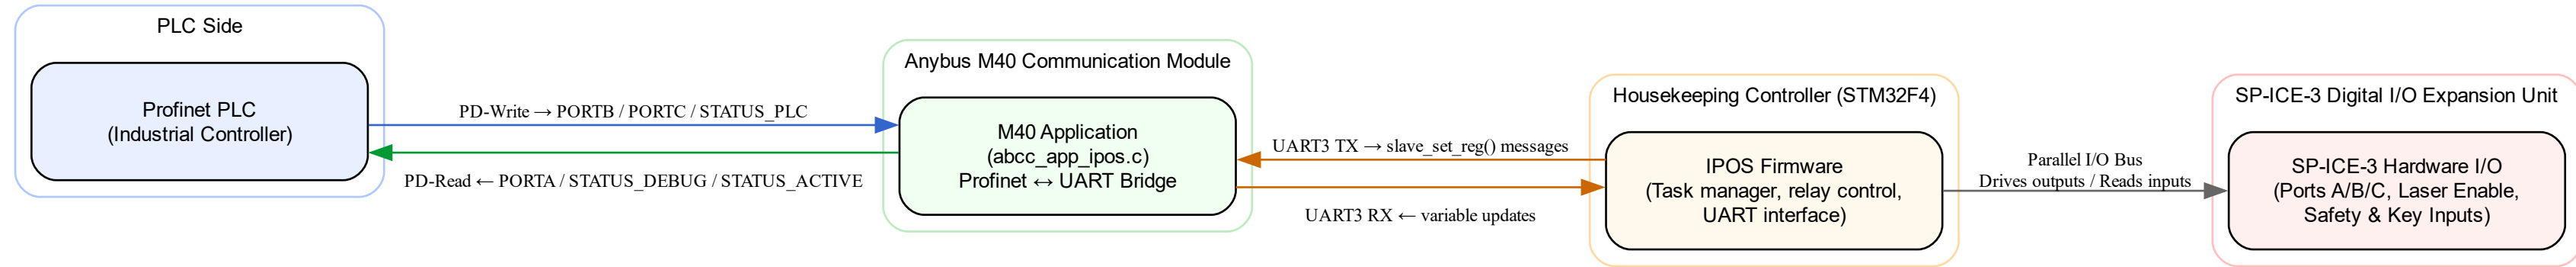 PLC Side
Profinet PLC
(Industrial Controller)
PD-Write → PORTB / PORTC / STATUS_PLC
PD-Read ← PORTA / STATUS_DEBUG / STATUS_ACTIVE
Anybus M40 Communication Module
M40 Application
(abcc_app_ipos.c)
Profinet ↔ UART Bridge
UART3 TX → slave_set_reg() messages
UART3 RX ← variable updates
Housekeeping Controller (STM32F4)
IPOS Firmware
(Task manager, relay control,
UART interface)
Parallel I/O Bus
Drives outputs / Reads inputs
SP-ICE-3 Digital I/O Expansion Unit
SP-ICE-3 Hardware I/O
(Ports A/B/C, Laser Enable,
Safety & Key Inputs)